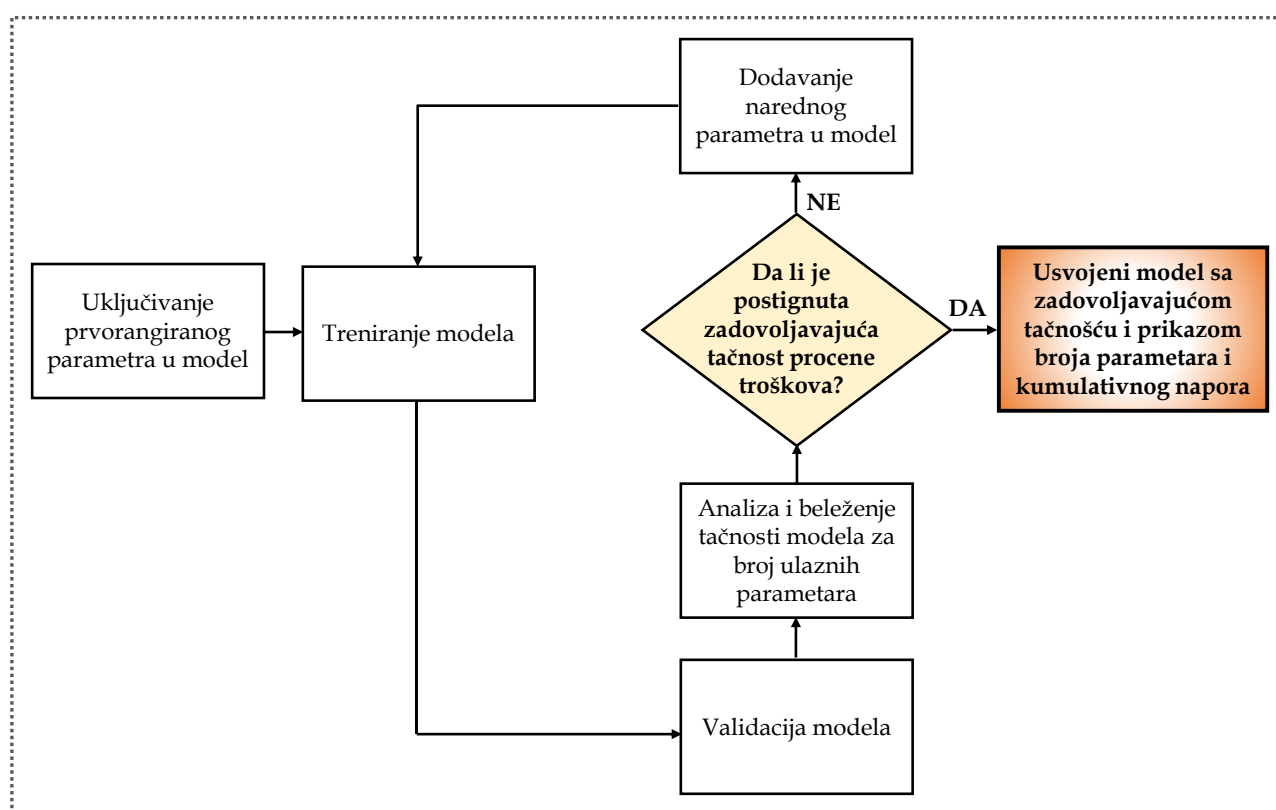 Dodavanje
narednog
parametra u model
NE
Uključivanje
prvorangiranog
parametra u model
Treniranje modela
Da li je
postignuta
zadovoljavajuća
tačnost procene
troškova?
DA
Usvojeni model sa
zadovoljavajućom
tačnošću i prikazom
broja parametara i
kumulativnog napora
Analiza i beleženje
tačnosti modela za
broj ulaznih
parametara
Validacija modela